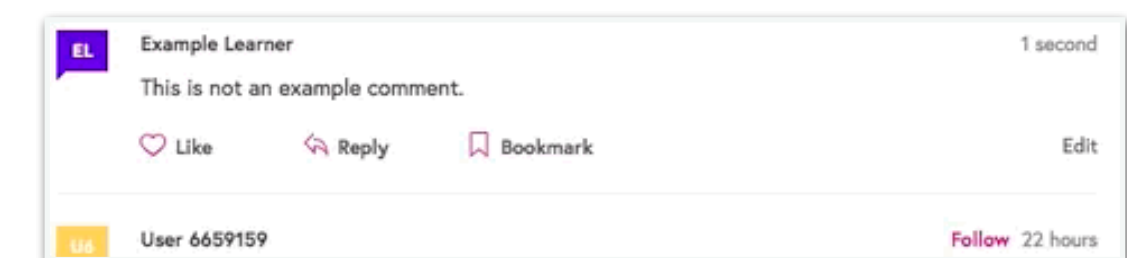 EL Example Learner 1 second
This is not an example comment.
Like Reply Bookmark Edit
U6 User 6659159 Follow 22 hours